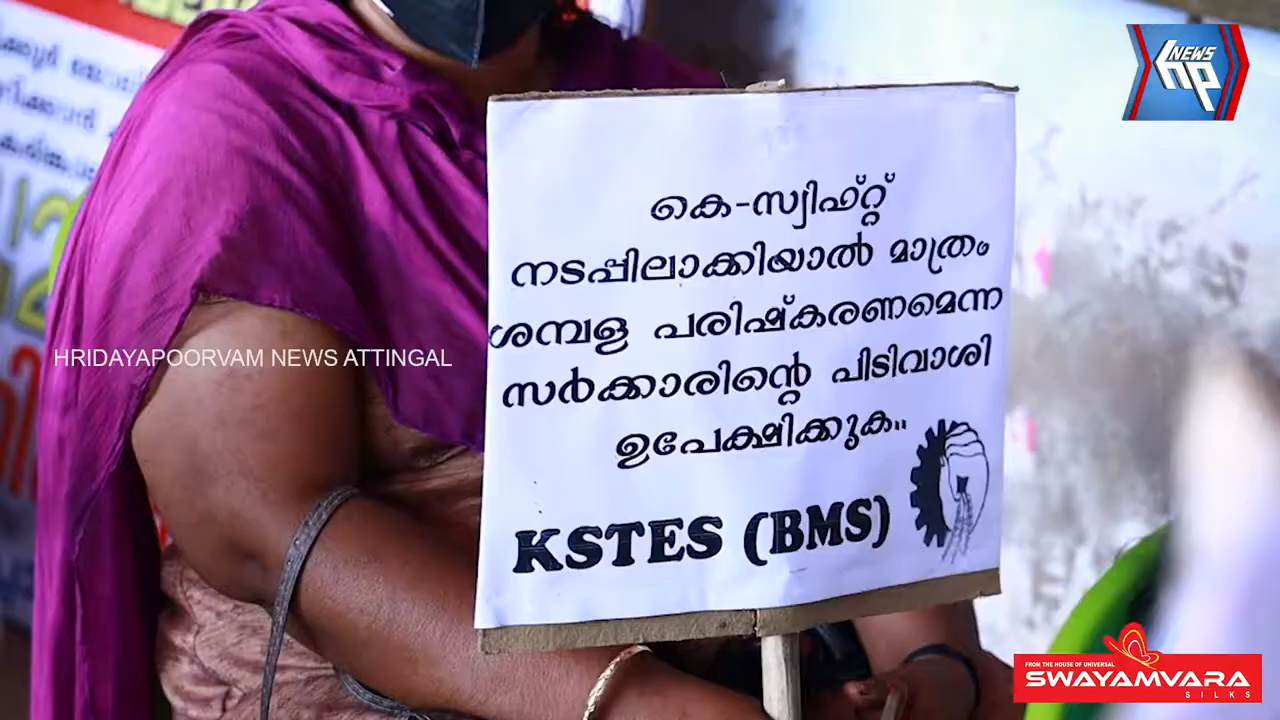 NEWS
hp
കെ-സ്വിഫ്റ്റ്
നടപ്പിലാക്കിയാൽ മാത്രം
ശമ്പള പരിഷ്കരണമെന്ന
സർക്കാരിന്റെ പിടിവാശി
ഉപേക്ഷിക്കുക..
KSTES (BMS)
HRIDAYAPOORVAM NEWS ATTINGAL
FROM THE HOUSE OF UNIVERSAL
SWAYAMVARA
SILKS